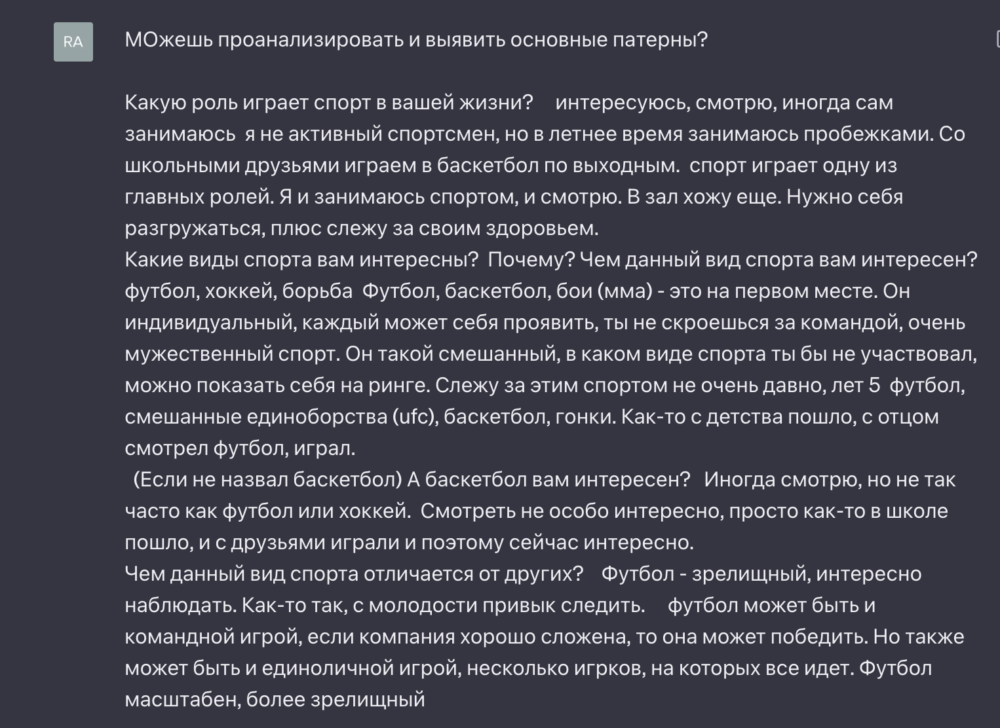 RA
МОжешь проанализировать и выявить основные патерны?
Какую роль играет спорт в вашей жизни? интересуюсь, смотрю, иногда сам
занимаюсь я не активный спортсмен, но в летнее время занимаюсь пробежками. Со
школьными друзьями играем в баскетбол по выходным. спорт играет одну из
главных ролей. Я и занимаюсь спортом, и смотрю. В зал хожу еще. Нужно себя
разгружаться, плюс слежу за своим здоровьем.
Какие виды спорта вам интересны? Почему? Чем данный вид спорта вам интересен?
футбол, хоккей, борьба Футбол, баскетбол, бои (мма) - это на первом месте. Он
индивидуальный, каждый может себя проявить, ты не скроешься за командой, очень
мужественный спорт. Он такой смешанный, в каком виде спорта ты бы не участвовал,
можно показать себя на ринге. Слежу за этим спортом не очень давно, лет 5 футбол,
смешанные единоборства (ufc), баскетбол, гонки. Как-то с детства пошло, с отцом
смотрел футбол, играл.
(Если не назвал баскетбол) А баскетбол вам интересен? Иногда смотрю, но не так
часто как футбол или хоккей. Смотреть не особо интересно, просто как-то в школе
пошло, и с друзьями играли и поэтому сейчас интересно.
Чем данный вид спорта отличается от других? Футбол - зрелищный, интересно
наблюдать. Как-то так, с молодости привык следить. футбол может быть и
командной игрой, если компания хорошо сложена, то она может победить. Но также
может быть и единоличной игрой, несколько игрков, на которых все идет. Футбол
масштабен, более зрелищный